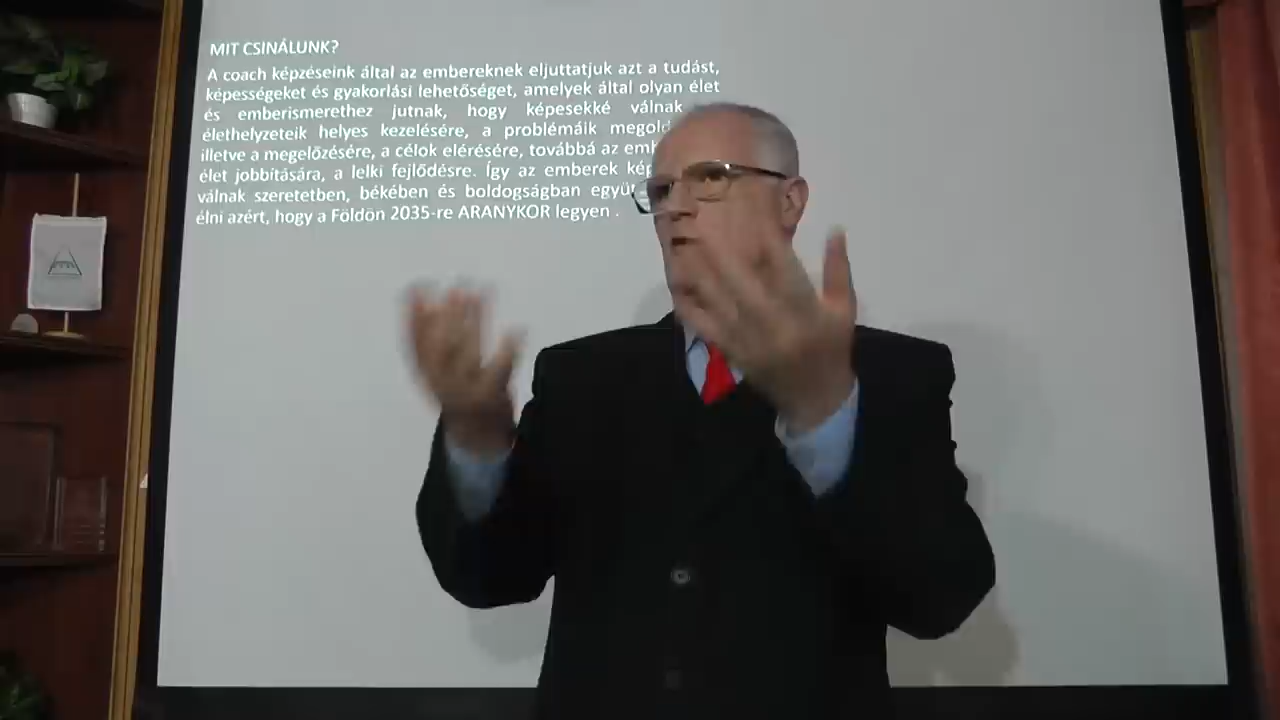 MIT CSINÁLUNK?
A coach képzéseink által az embereknek eljuttatjuk azt a tudást,
képességeket és gyakorlási lehetőséget, amelyek által olyan élet
és emberismerethez jutnak, hogy képesekké válnak
élethelyzeteik helyes kezelésére, a problémáik
illetve a megelőzésére, a célok elérésére, továbbá az
élet jobbítására, a lelki fejlődésre. Így az emberek
válnak szeretetben, békében és boldogságban
élni azért, hogy a Földön 2035-re ARANYKOR legyen .